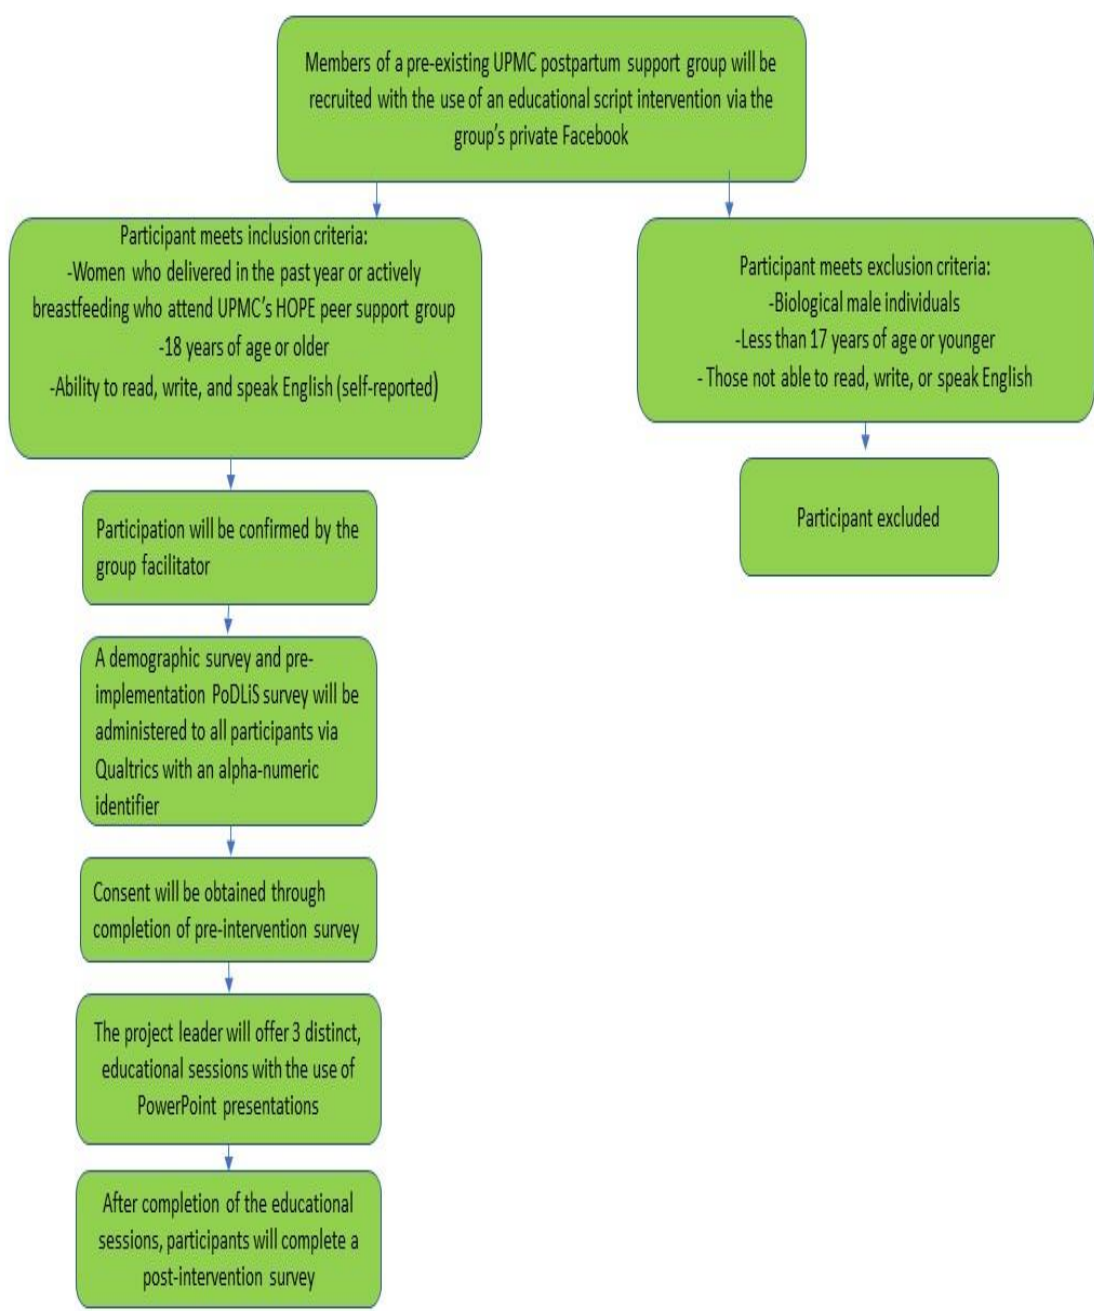 Members of a pre-existing UPMC postpartum support group will be
recruited with the use of an educational script intervention via the
group's private Facebook
Participant meets inclusion criteria:
-Women who delivered in the past year or actively
breastfeeding who attend UPMC's HOPE peer support group
-18 years of age or older
-Ability to read, write, and speak English (self-reported)
Participant meets exclusion criteria:
-Biological male individuals
-Less than 17 years of age or younger
- Those not able to read, write, or speak English
Participant excluded
Participation will be confirmed by the
group facilitator
A demographic survey and pre-
implementation PoDLiS survey will be
administered to all participants via
Qualtrics with an alpha-numeric
identifier
Consent will be obtained through
completion of pre-intervention survey
The project leader will offer 3 distinct,
educational sessions with the use of
PowerPoint presentations
After completion of the educational
sessions, participants will complete a
post-intervention survey